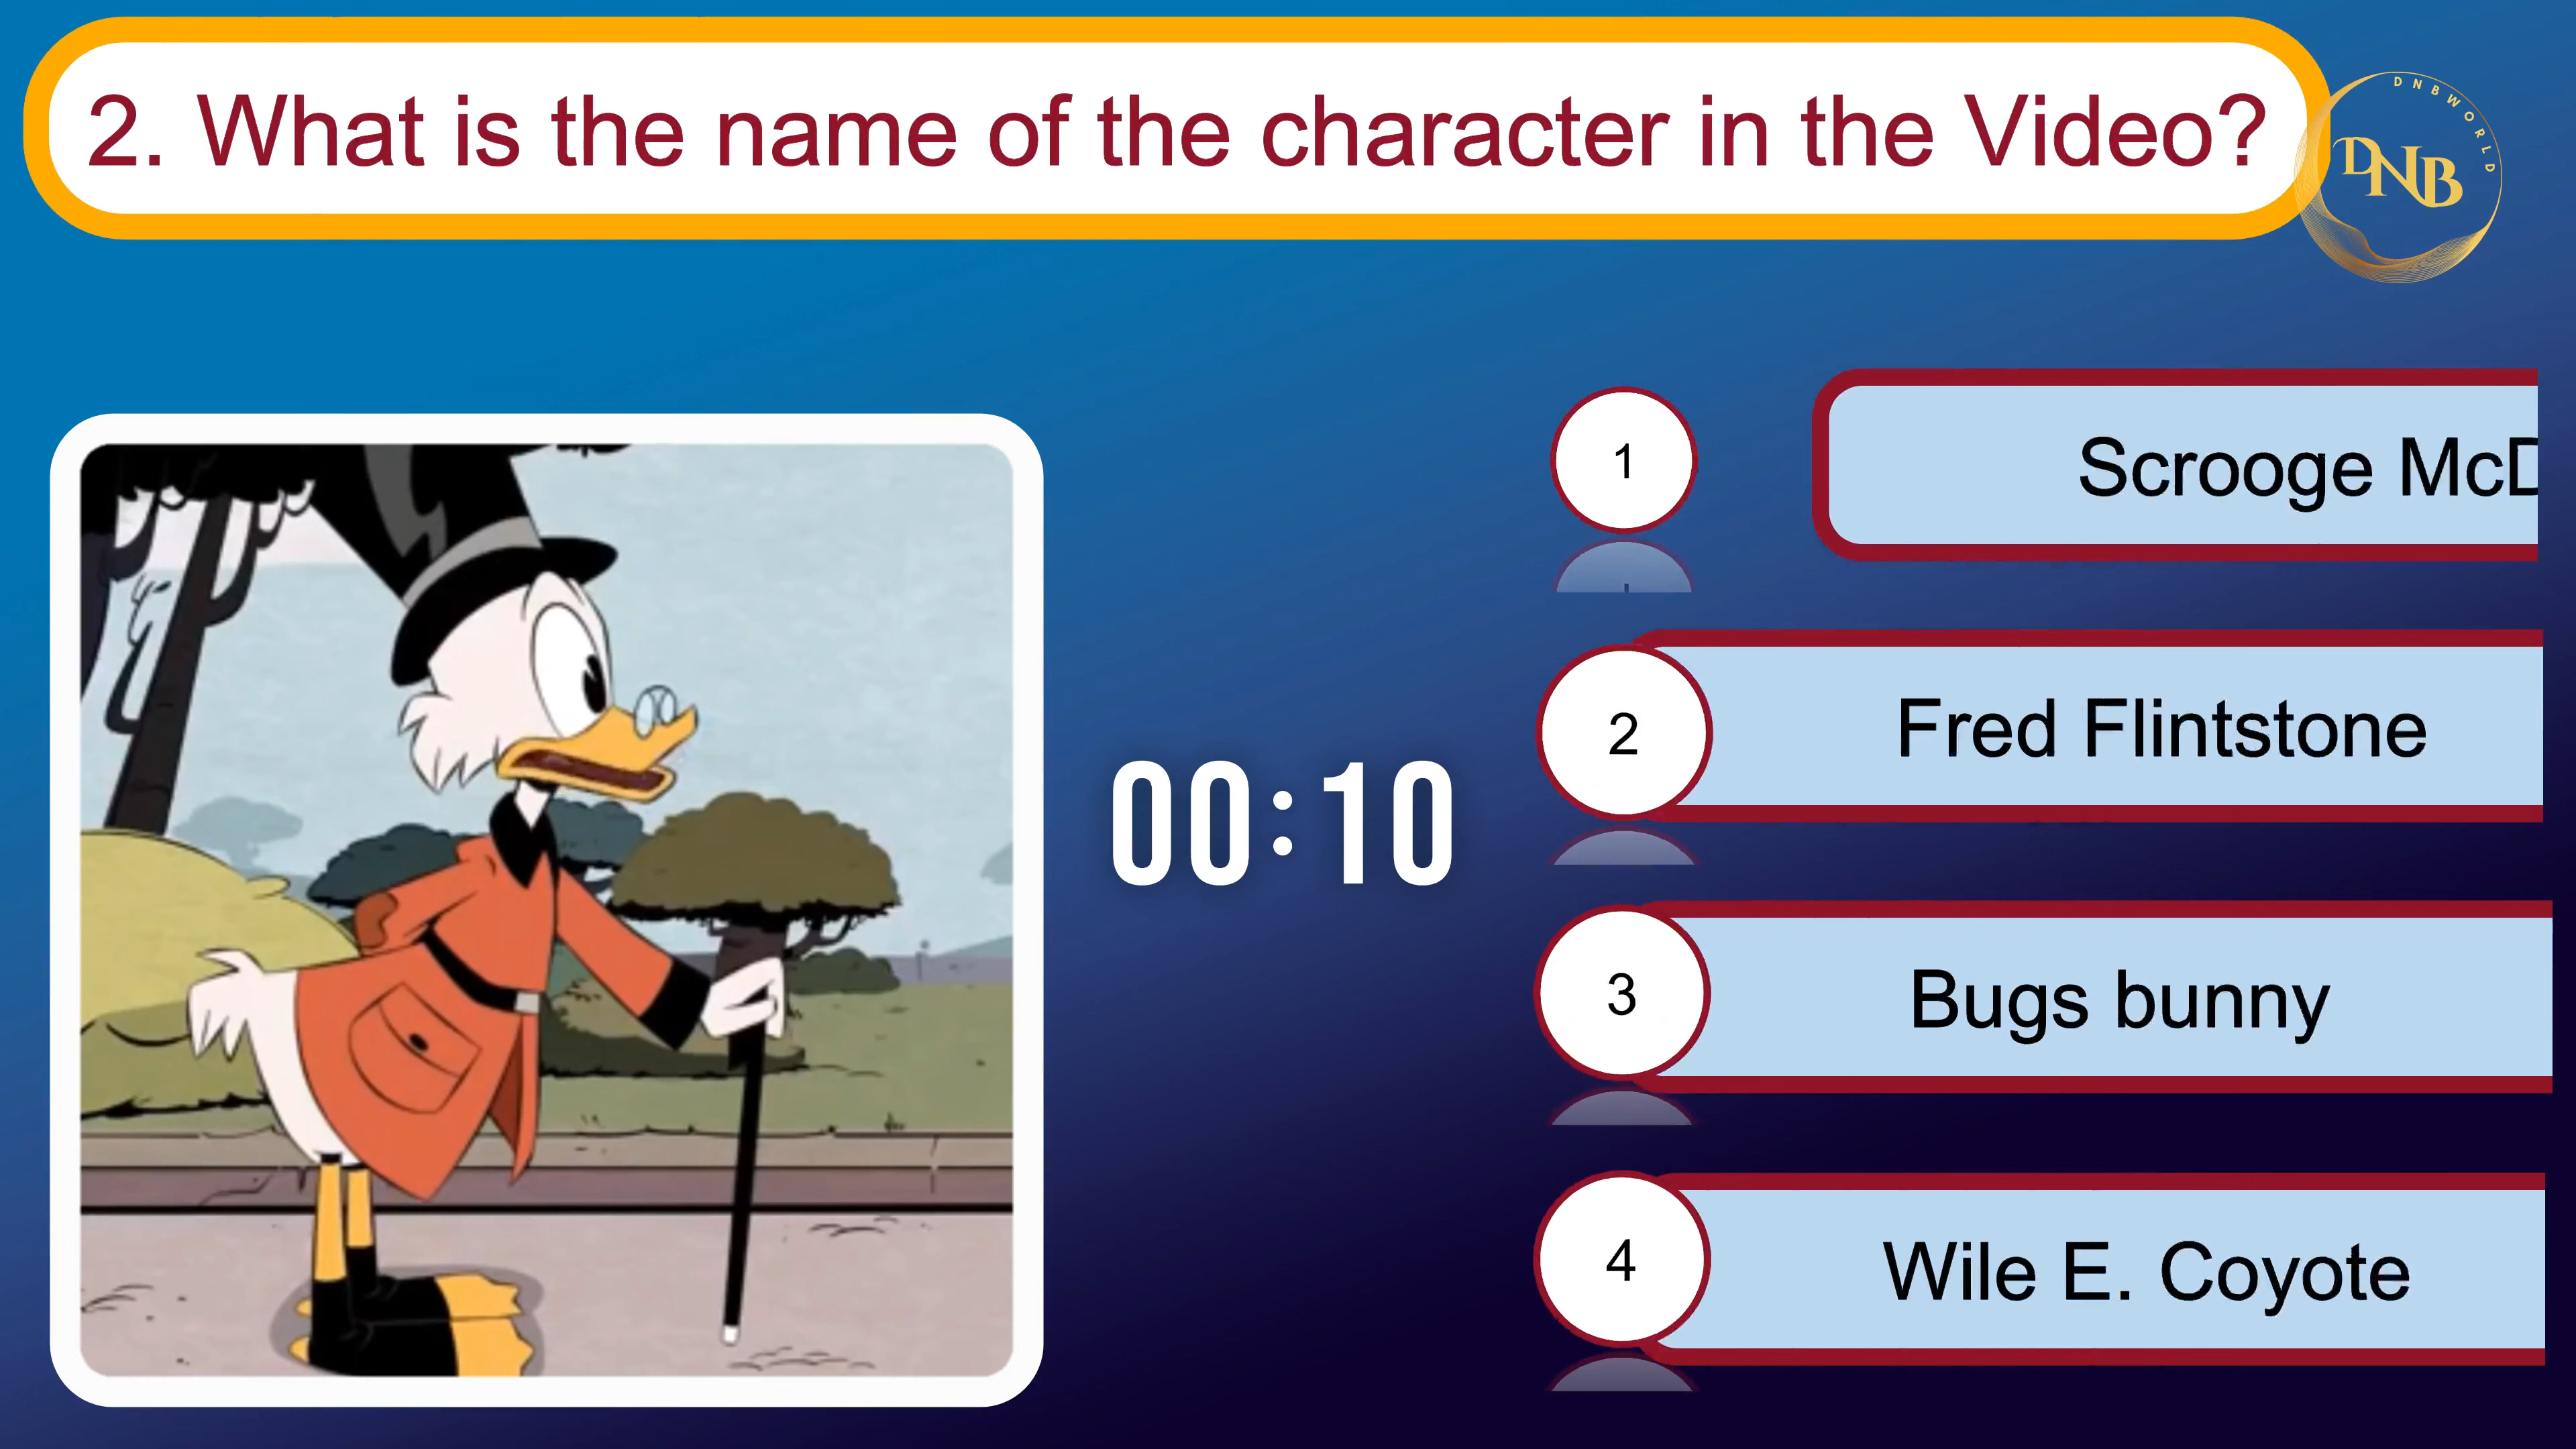 2. What is the name of the character in the Video?
DNBWORLD
DNB
1
Scrooge McD
2
Fred Flintstone
00:10
3
Bugs bunny
4
Wile E. Coyote